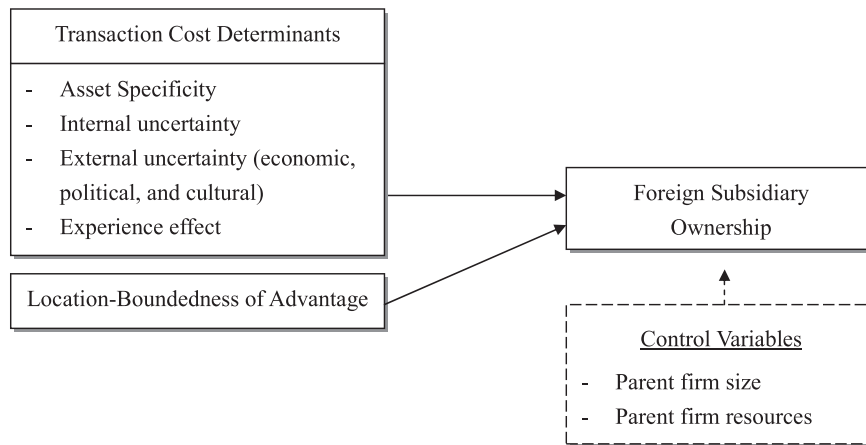 Transaction Cost Determinants
- Asset Specificity
- Internal uncertainty
- External uncertainty (economic,
political, and cultural)
- Experience effect
Location-Boundedness of Advantage
Foreign Subsidiary
Ownership
Control Variables
- Parent firm size
- Parent firm resources